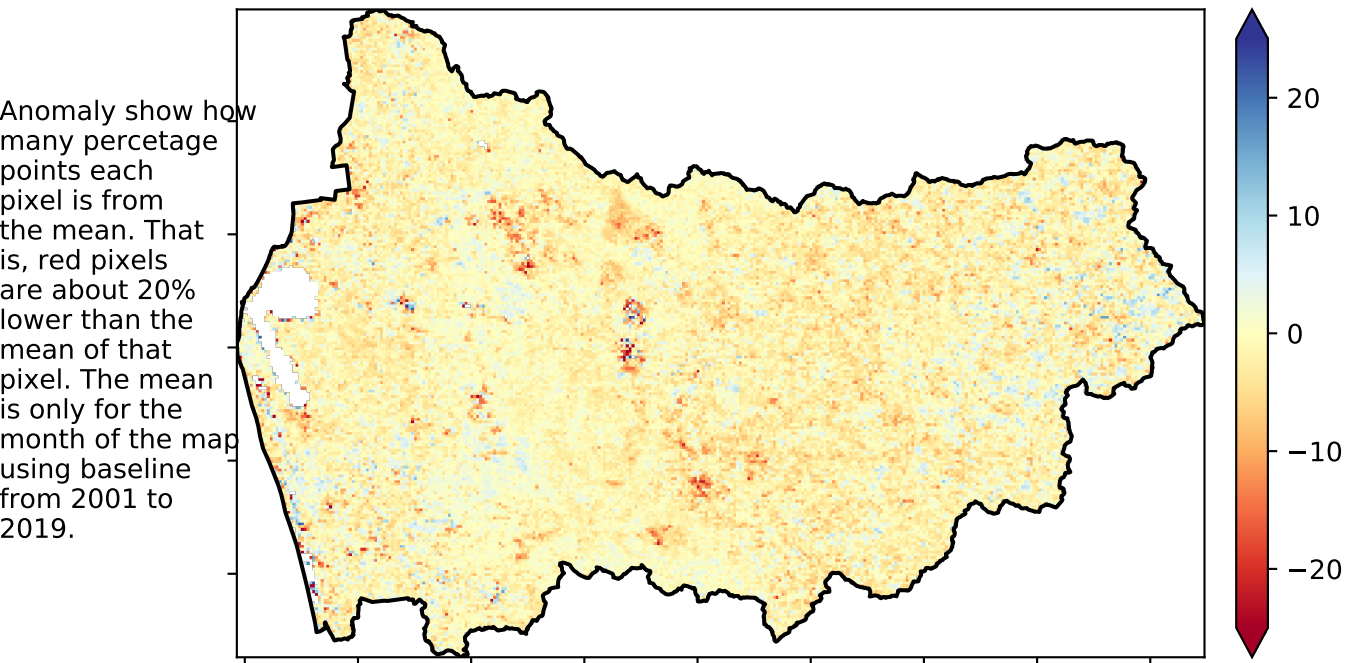 Anomaly show how
many percetage
points each
pixel is from
the mean. That
is, red pixels
are about 20%
lower than the
mean of that
pixel. The mean
is only for the
month of the map
using baseline
from 2001 to
2019.
20
10
0
−10
−20